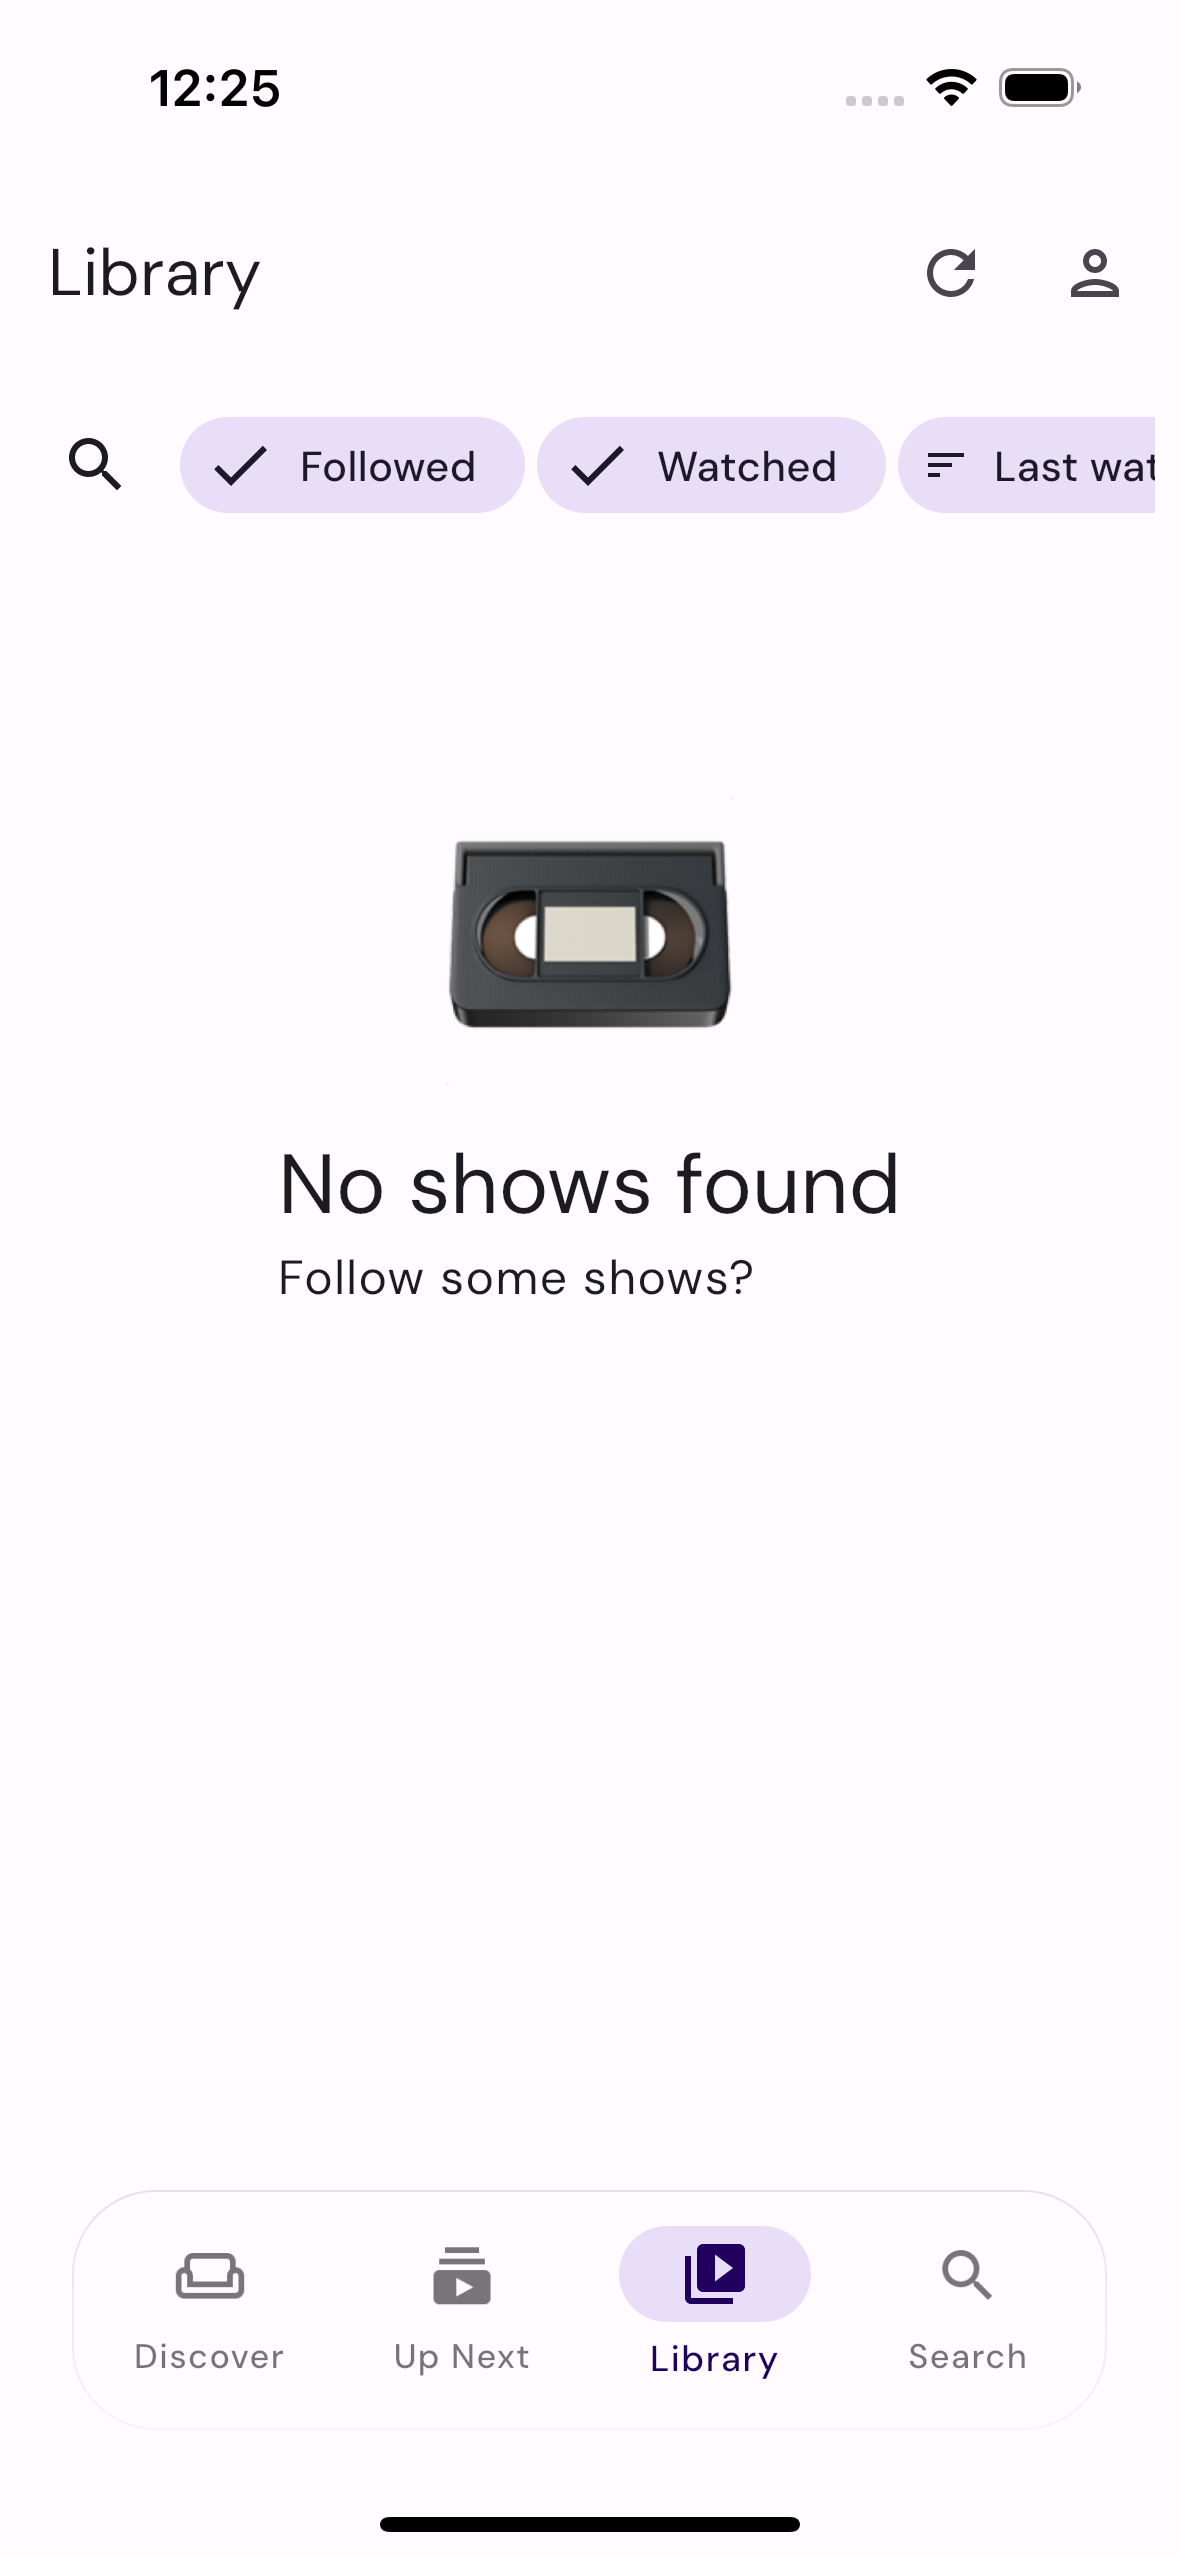 12:25
Library
Followed
Watched
Last wat
No shows found
Follow some shows?
Discover
Up Next
Library
Search